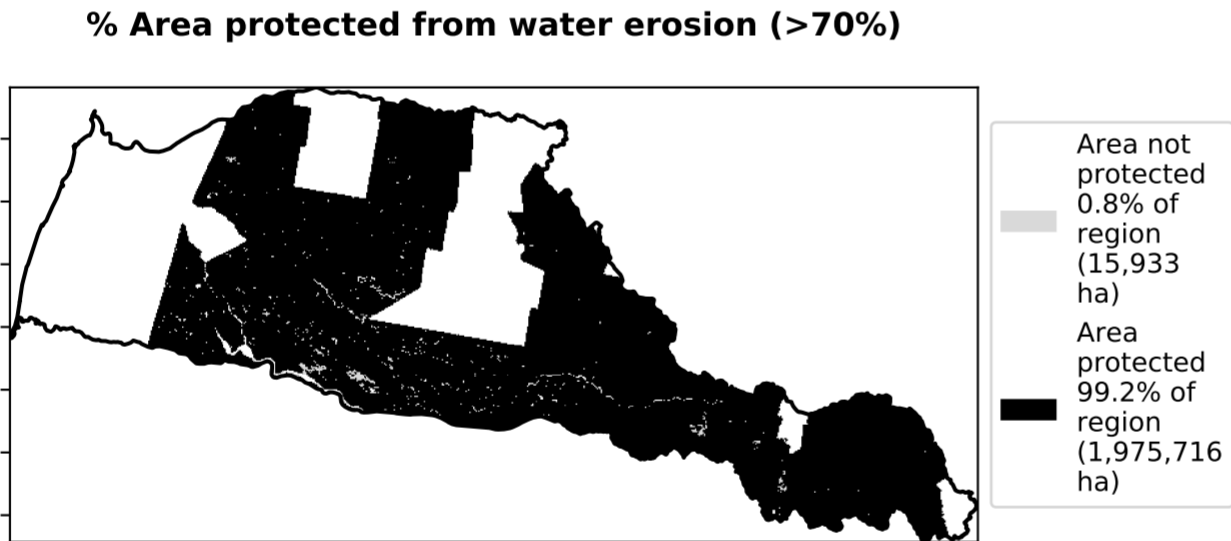 % Area protected from water erosion (>70%)
Area not
protected
0.8% of
region
(15,933
ha)
Area
protected
99.2% of
region
(1,975,716
ha)